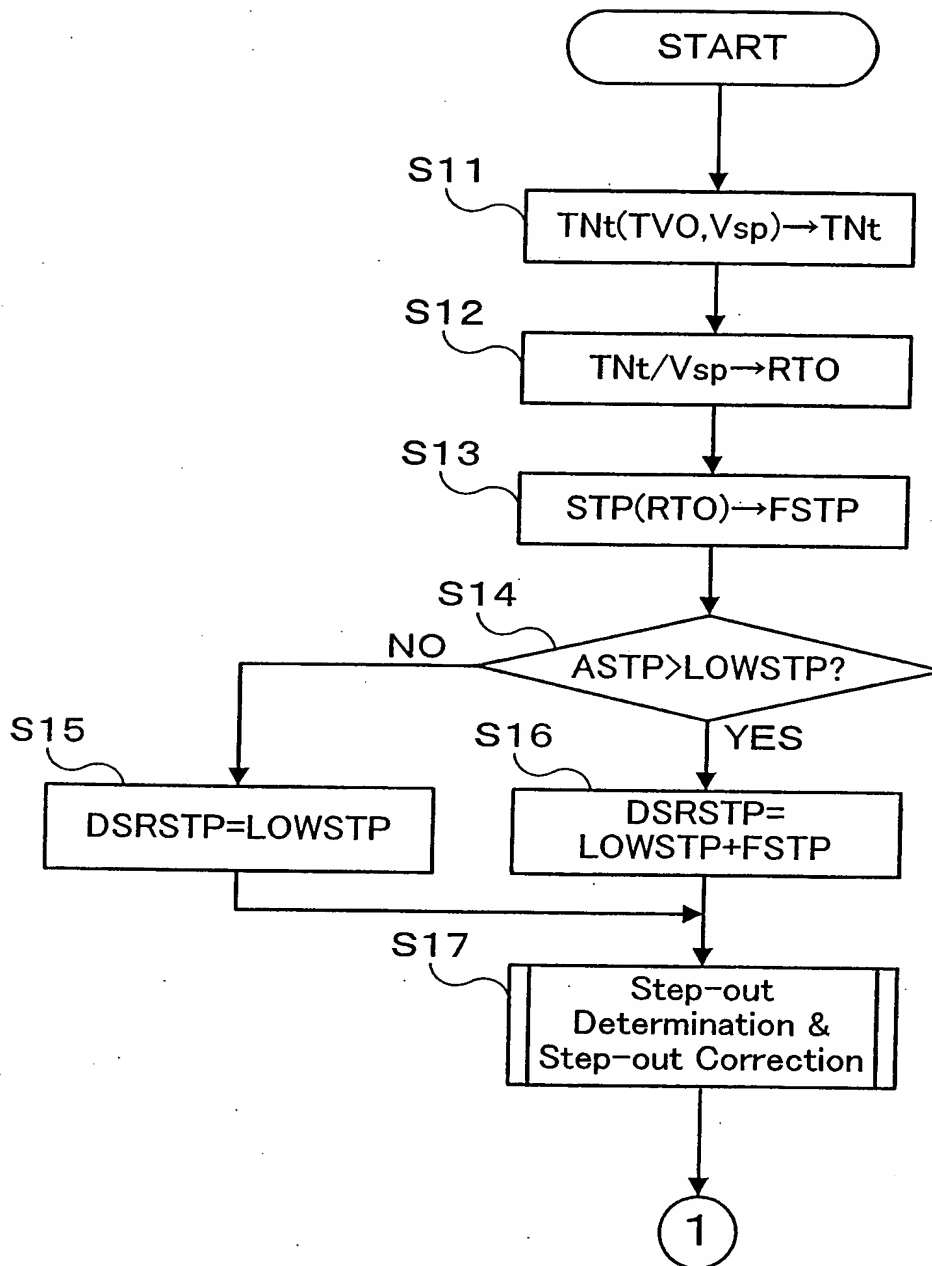 START
S11
TNt(TVO,Vsp)→TNt
S12
TNt/Vsp→RTO
S13
STP(RTO)→FSTP
S14
NO
ASTP>LOWSTP?
S15
S16
YES
DSRSTP=LOWSTP
DSRSTP=
LOWSTP+FSTP
S17
Step-out
Determination &
Step-out Correction
1